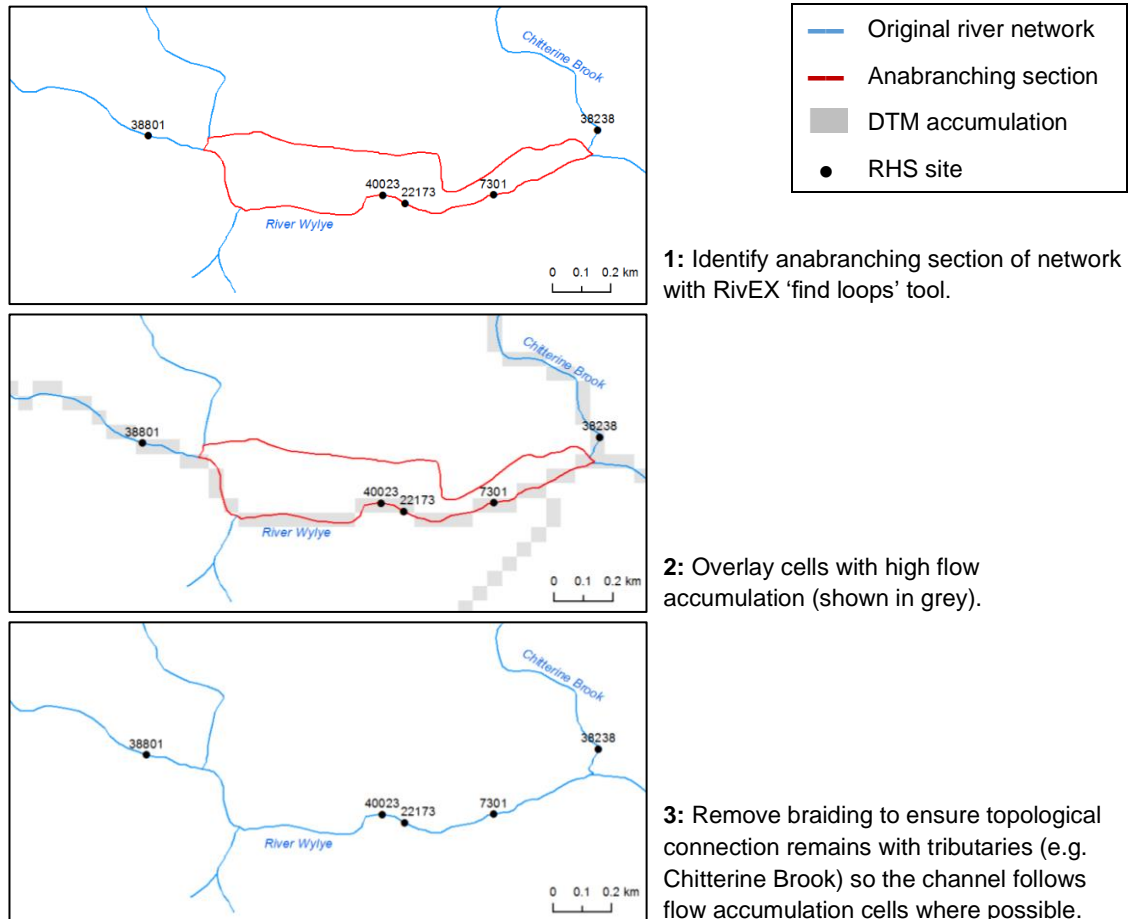 Chitterine Brook
38801
38238
40023
22173
7301
River Wylye
0 0.1 0.2 km
Original river network
Anabranching section
DTM accumulation
RHS site
1: Identify anabranching section of network
with RivEX ‘find loops’ tool.
Chitterine Brook
38801
38238
40023
22173
7301
River Wylye
0 0.1 0.2 km
2: Overlay cells with high flow
accumulation (shown in grey).
Chitterine Brook
38801
38238
40023
22173
7301
River Wylye
0 0.1 0.2 km
3: Remove braiding to ensure topological
connection remains with tributaries (e.g.
Chitterine Brook) so the channel follows
flow accumulation cells where possible.